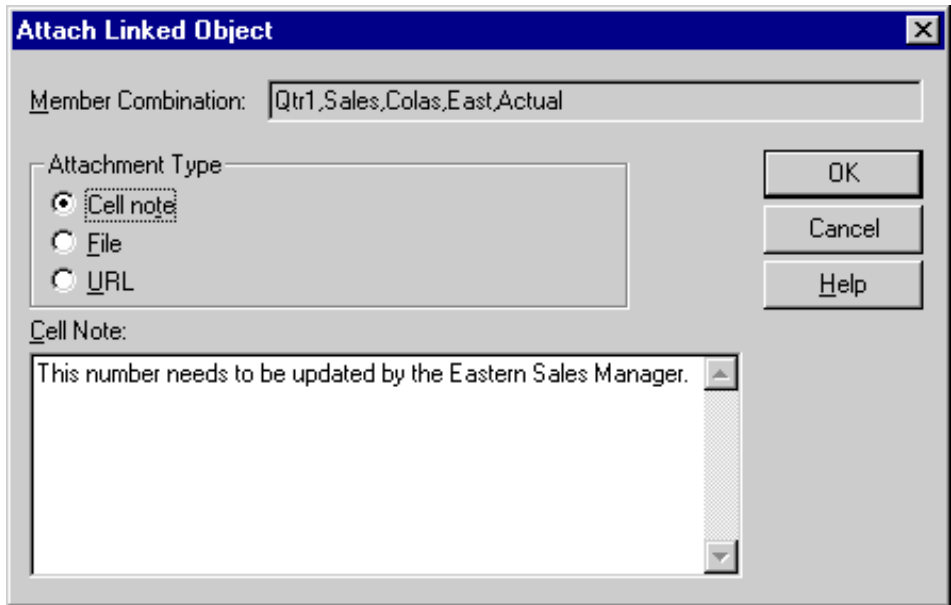 Attach Linked Object
Member Combination: Qtr1,Sales,Colas,East,Actual
Attachment Type
Cell note
File
URL
OK
Cancel
Help
Cell Note:
This number needs to be updated by the Eastern Sales Manager.